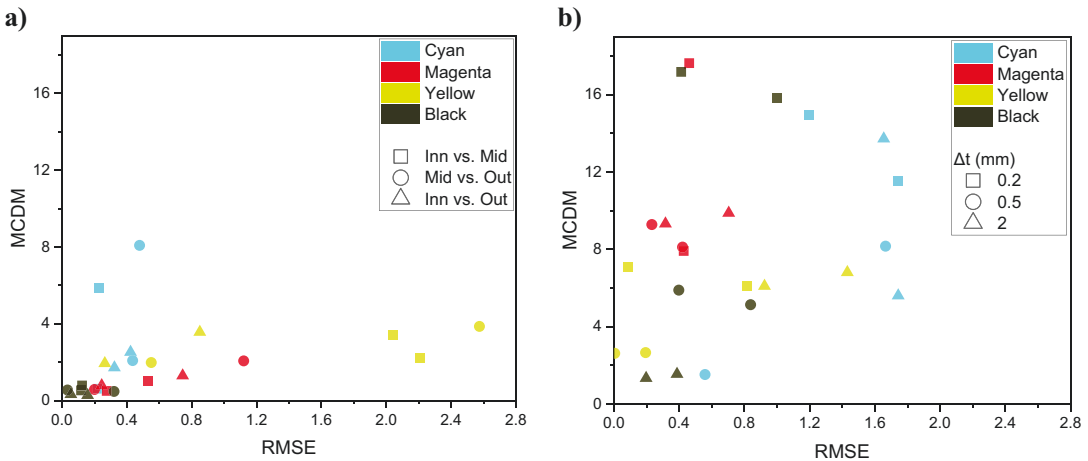 a)
MCDM
16
12
8
4
0
0.0 0.4 0.8 1.2 1.6 2.0 2.4 2.8
RMSE
Cyan
Magenta
Yellow
Black
Inn vs. Mid
Mid vs. Out
Inn vs. Out
b)
MCDM
16
12
8
4
0
0.0 0.4 0.8 1.2 1.6 2.0 2.4 2.8
RMSE
Cyan
Magenta
Yellow
Black
Δt (mm)
0.2
0.5
2